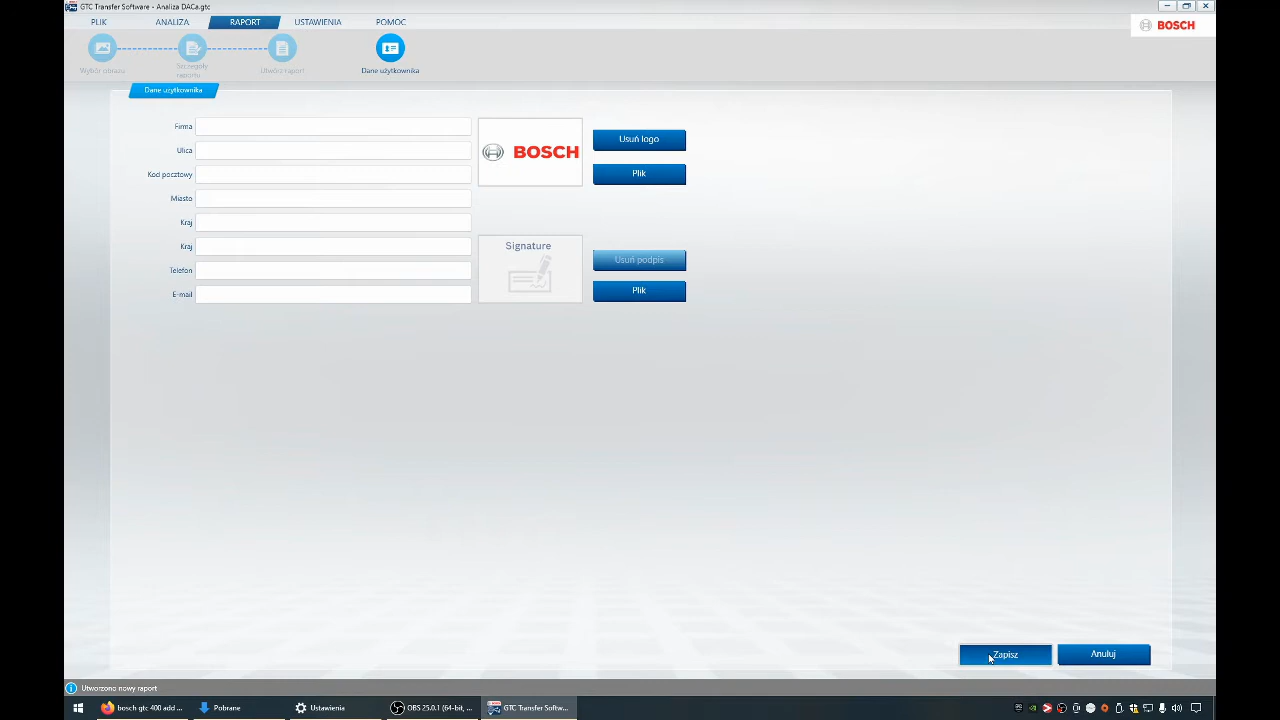 GTC Transfer Software - Analiza DACa.gtc
PLIK
ANALIZA
RAPORT
USTAWIENIA
POMOC
BOSCH
Wybór obrazu
Szczegóły raportu
Utwórz raport
Dane użytkownika
Dane użytkownika
Firma
Ulica
Kod pocztowy
Miasto
Kraj
Kraj
Telefon
E-mail
BOSCH
Usuń logo
Plik
Signature
Usuń podpis
Plik
Zapisz
Anuluj
Utworzono nowy raport
bosch gtc 400 add ...
Pobrane
Ustawienia
OBS 25.0.1 (64-bit, ...
GTC Transfer Softw...